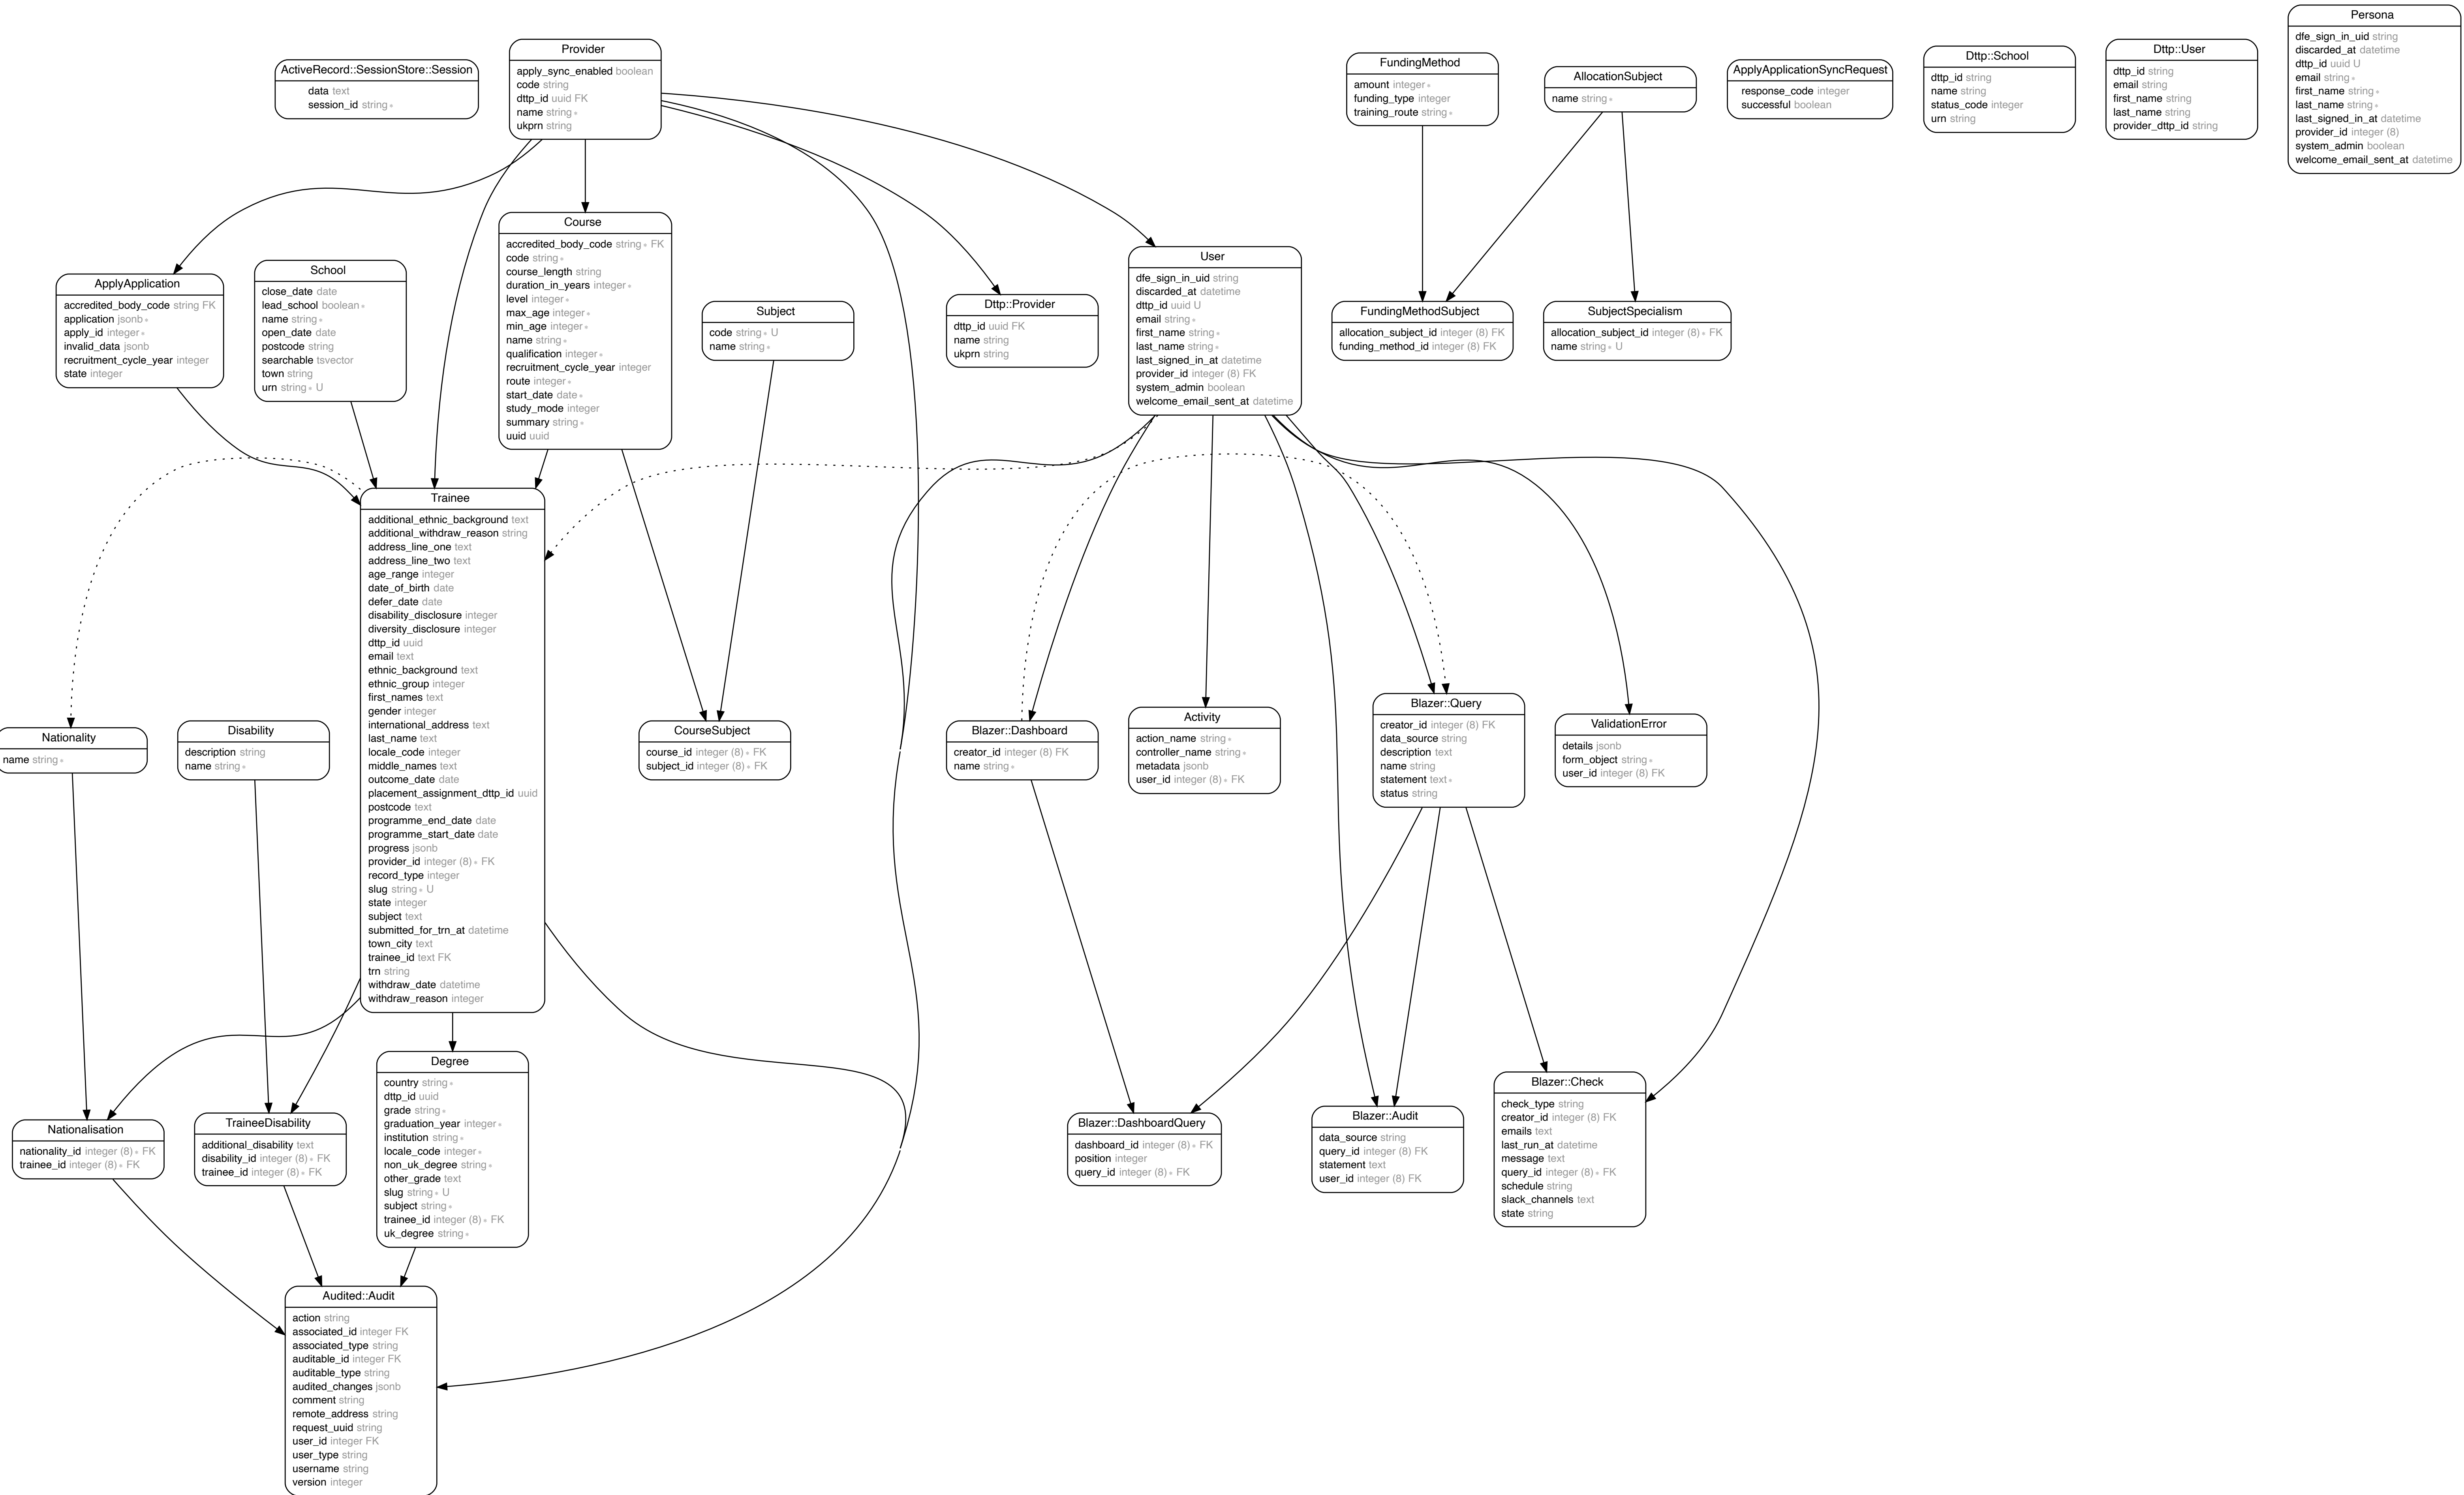 Persona
dfe_sign_in_uid string
discarded_at datetime
dttp_id uuid U
email string *
first_name string *
last_name string *
last_signed_in_at datetime
provider_id integer (8)
system_admin boolean
welcome_email_sent_at datetime
Provider
apply_sync_enabled boolean
code string
dttp_id uuid FK
name string *
ukprn string
ActiveRecord::SessionStore::Session
data text
session_id string *
FundingMethod
amount integer *
funding_type integer
training_route string *
AllocationSubject
name string *
ApplyApplicationSyncRequest
response_code integer
successful boolean
Dttp::School
dttp_id string
name string
status_code integer
urn string
Dttp::User
dttp_id string
email string
first_name string
last_name string
provider_dttp_id string
Course
accredited_body_code string * FK
code string *
course_length string
duration_in_years integer *
level integer *
max_age integer *
min_age integer *
name string *
qualification integer *
recruitment_cycle_year integer
route integer *
start_date date *
study_mode integer
summary string *
uuid uuid
ApplyApplication
accredited_body_code string FK
application jsonb *
apply_id integer *
invalid_data jsonb
recruitment_cycle_year integer
state integer
School
close_date date
lead_school boolean *
name string *
open_date date
postcode string
searchable tsvector
town string
urn string * U
Subject
code string * U
name string *
Dttp::Provider
dttp_id uuid FK
name string
ukprn string
User
dfe_sign_in_uid string
discarded_at datetime
dttp_id uuid U
email string *
first_name string *
last_name string *
last_signed_in_at datetime
provider_id integer (8) FK
system_admin boolean
welcome_email_sent_at datetime
FundingMethodSubject
allocation_subject_id integer (8) FK
funding_method_id integer (8) FK
SubjectSpecialism
allocation_subject_id integer (8) * FK
name string * U
Trainee
additional_ethnic_background text
additional_withdraw_reason string
address_line_one text
address_line_two text
age_range integer
date_of_birth date
defer_date date
disability_disclosure integer
diversity_disclosure integer
dttp_id uuid
email text
ethnic_background text
ethnic_group integer
first_names text
gender integer
international_address text
last_name text
locale_code integer
middle_names text
outcome_date date
placement_assignment_dttp_id uuid
postcode text
programme_end_date date
programme_start_date date
progress jsonb
provider_id integer (8) * FK
record_type integer
slug string * U
state integer
subject text
submitted_for_trn_at datetime
town_city text
trainee_id text FK
trn string
withdraw_date datetime
withdraw_reason integer
Nationality
name string *
Disability
description string
name string *
CourseSubject
course_id integer (8) * FK
subject_id integer (8) * FK
Blazer::Dashboard
creator_id integer (8) FK
name string *
Activity
action_name string *
controller_name string *
metadata jsonb
user_id integer (8) * FK
Blazer::Query
creator_id integer (8) FK
data_source string
description text
name string
statement text *
status string
ValidationError
details jsonb
form_object string *
user_id integer (8) FK
Nationalisation
nationality_id integer (8) * FK
trainee_id integer (8) * FK
TraineeDisability
additional_disability text
disability_id integer (8) * FK
trainee_id integer (8) * FK
Degree
country string *
dttp_id uuid
grade string *
graduation_year integer *
institution string *
locale_code integer *
non_uk_degree string *
other_grade text
slug string * U
subject string *
trainee_id integer (8) * FK
uk_degree string *
Blazer::DashboardQuery
dashboard_id integer (8) * FK
position integer
query_id integer (8) * FK
Blazer::Audit
data_source string
query_id integer (8) FK
statement text
user_id integer (8) FK
Blazer::Check
check_type string
creator_id integer (8) FK
emails text
last_run_at datetime
message text
query_id integer (8) * FK
schedule string
slack_channels text
state string
Audited::Audit
action string
associated_id integer FK
associated_type string
auditable_id integer FK
auditable_type string
audited_changes jsonb
comment string
remote_address string
request_uuid string
user_id integer FK
user_type string
username string
version integer